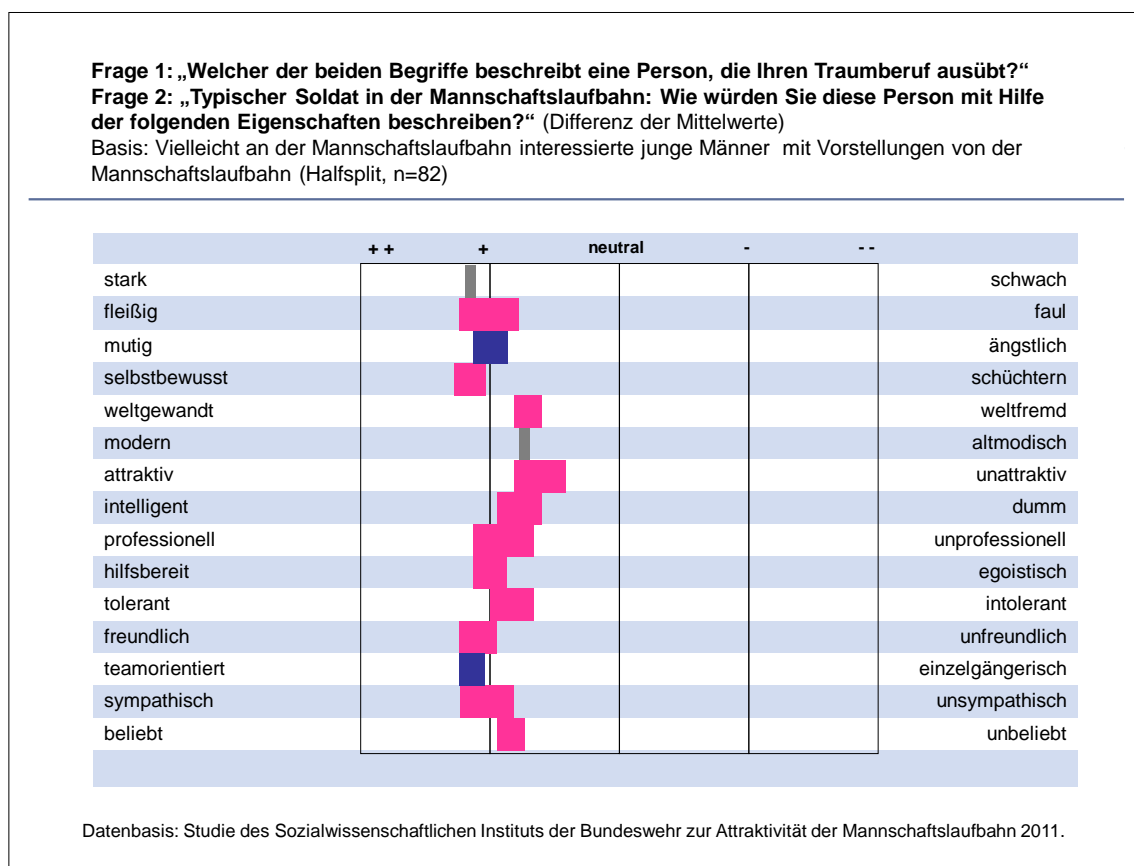 Frage 1: „Welcher der beiden Begriffe beschreibt eine Person, die Ihren Traumberuf ausübt?“
Frage 2: „Typischer Soldat in der Mannschaftslaufbahn: Wie würden Sie diese Person mit Hilfe
der folgenden Eigenschaften beschreiben?“ (Differenz der Mittelwerte)
Basis: Vielleicht an der Mannschaftslaufbahn interessierte junge Männer mit Vorstellungen von der
Mannschaftslaufbahn (Halfsplit, n=82)
+ + + neutral - - -
stark schwach
fleißig faul
mutig ängstlich
selbstbewusst schüchtern
weltgewandt weltfremd
modern altmodisch
attraktiv unattraktiv
intelligent dumm
professionell unprofessionell
hilfsbereit egoistisch
tolerant intolerant
freundlich unfreundlich
teamorientiert einzelgängerisch
sympathisch unsympathisch
beliebt unbeliebt
Datenbasis: Studie des Sozialwissenschaftlichen Instituts der Bundeswehr zur Attraktivität der Mannschaftslaufbahn 2011.